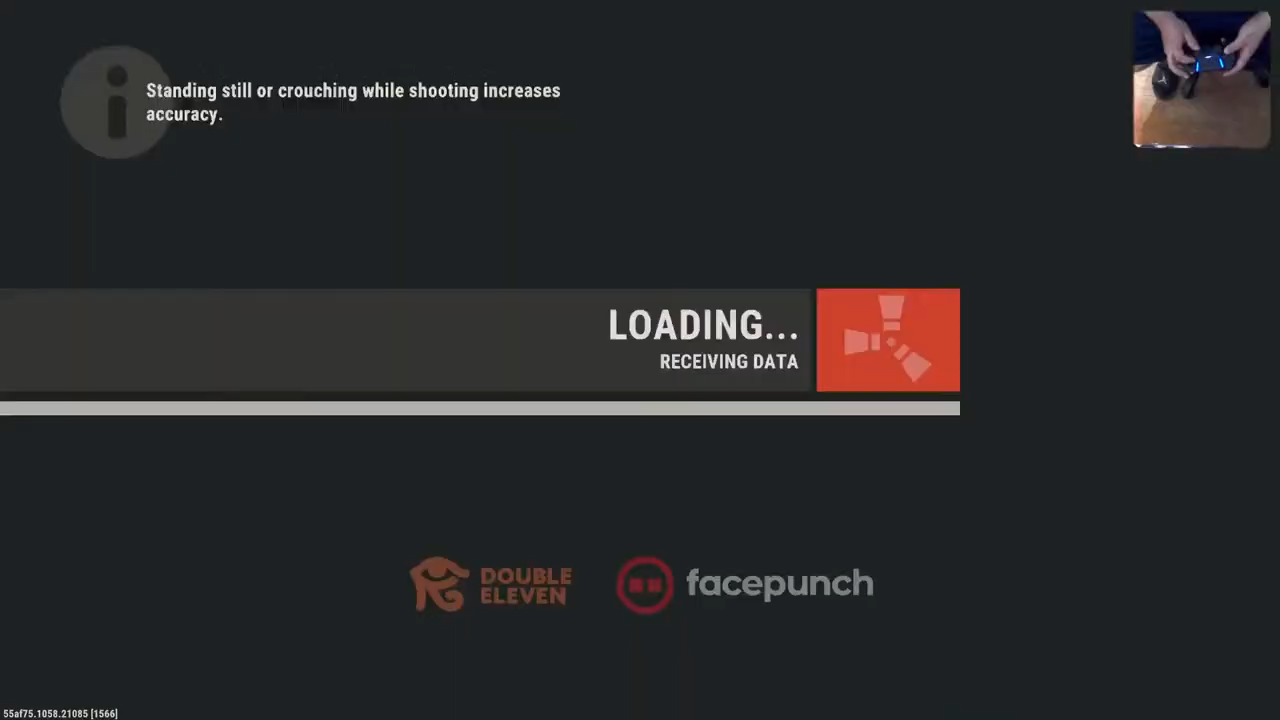 Standing still or crouching while shooting increases
accuracy.
LOADING...
RECEIVING DATA
DOUBLE
ELEVEN
facepunch
55af75.1058.21085 [1566]